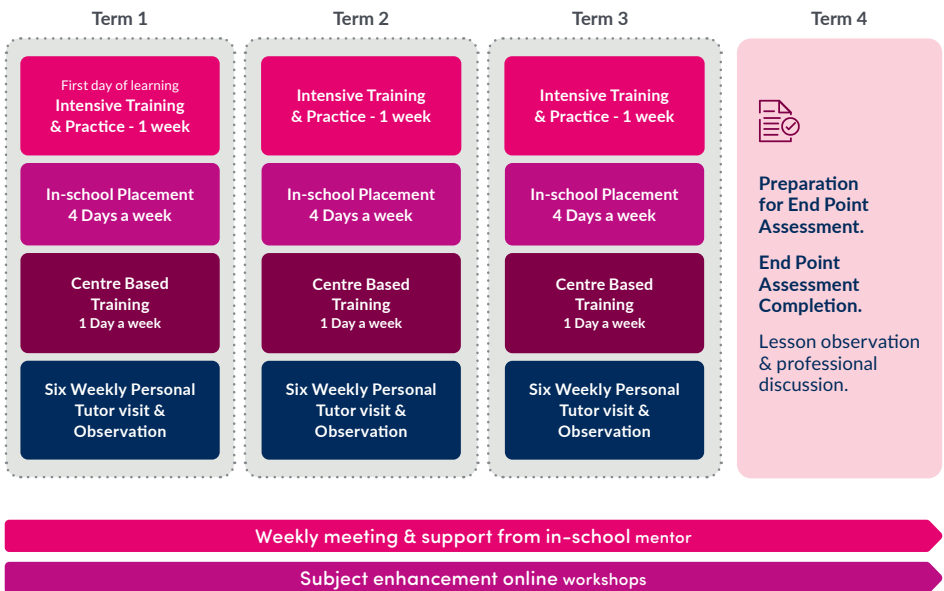 Term 1
First day of learning
Intensive Training
& Practice - 1 week
In-school Placement
4 Days a week
Centre Based
Training
1 Day a week
Six Weekly Personal
Tutor visit &
Observation
Term 2
Intensive Training
& Practice - 1 week
In-school Placement
4 Days a week
Centre Based
Training
1 Day a week
Six Weekly Personal
Tutor visit &
Observation
Term 3
Intensive Training
& Practice - 1 week
In-school Placement
4 Days a week
Centre Based
Training
1 Day a week
Six Weekly Personal
Tutor visit &
Observation
Term 4
Preparation
for End Point
Assessment.
End Point
Assessment
Completion.
Lesson observation
& professional
discussion.
Weekly meeting & support from in-school mentor
Subject enhancement online workshops